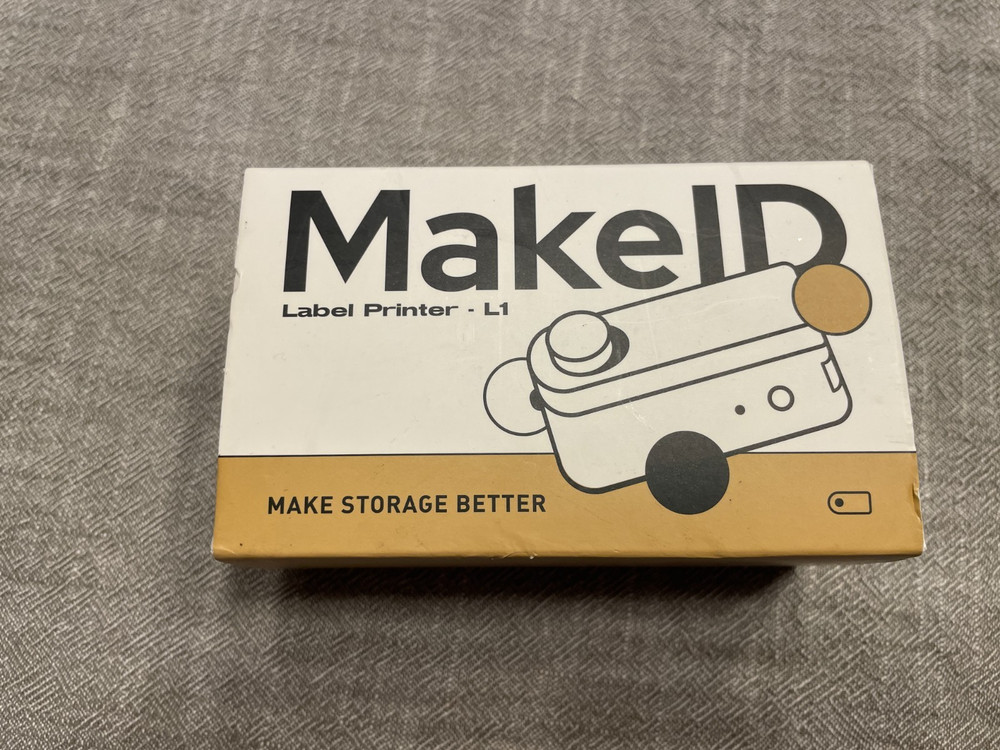 MakeID
Label Printer - L1
MAKE STORAGE BETTER